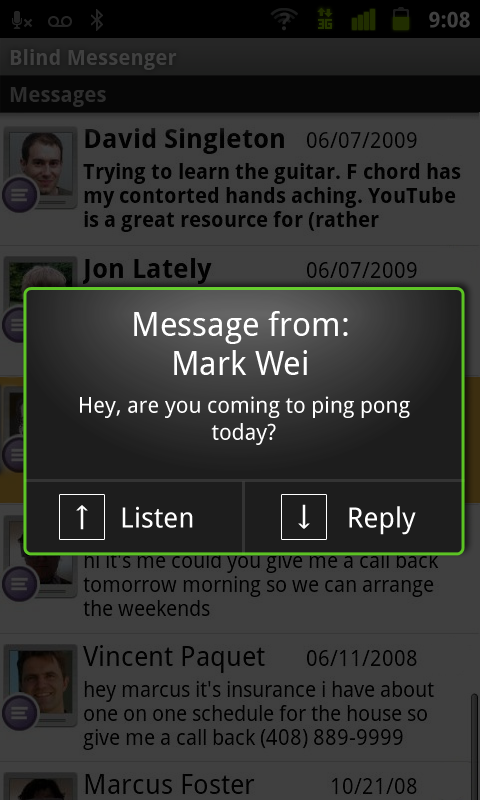 9:08
3G
Blind Messenger
Messages
David Singleton 06/07/2009
Trying to learn the guitar. F chord has
my contorted hands aching. YouTube
is a great resource for (rather
Jon Lately 06/07/2009
Message from:
Mark Wei
Hey, are you coming to ping pong
today?
↑ Listen
↓ Reply
hi it's me could you give me a call back
tomorrow morning so we can arrange
the weekends
Vincent Paquet 06/11/2008
hey marcus it's insurance i have about
one on one schedule for the house so
give me a call back (408) 889-9999
Marcus Foster 10/21/08